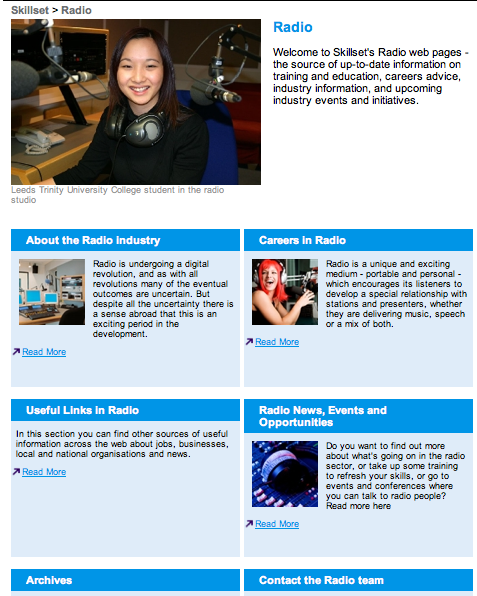 Skillset > Radio
Radio
Welcome to Skillset's Radio web pages -
the source of up-to-date information on
training and education, careers advice,
industry information, and upcoming
industry events and initiatives.
Leeds Trinity University College student in the radio
studio
About the Radio Industry
Radio is undergoing a digital
revolution, and as with all
revolutions many of the eventual
outcomes are uncertain. But
despite all the uncertainty there is
a sense abroad that this is an
exciting period in the
development.
Read More
Careers in Radio
Radio is a unique and exciting
medium - portable and personal -
which encourages its listeners to
develop a special relationship with
stations and presenters, whether
they are delivering music, speech
or a mix of both.
Read More
Useful Links in Radio
In this section you can find other sources of useful
information across the web about jobs, businesses,
local and national organisations and news.
Read More
Radio News, Events and
Opportunities
Do you want to find out more
about what's going on in the radio
sector, or take up some training
to refresh your skills, or go to
events and conferences where
you can talk to radio people?
Read more here
Read More
Archives
Contact the Radio team